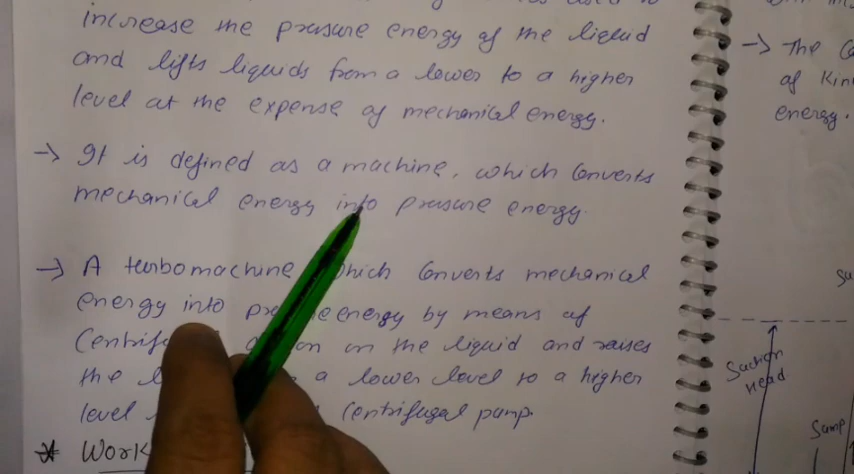 increase the pressure energy of the liquid
and lifts liquids from a lower to a higher
level at the expense of mechanical energy.
→ It is defined as a machine, which converts
mechanical energy into pressure energy.
→ A turbomachine which converts mechanical
energy into energy by means of
on the liquid and raises
the a lower level to a higher
level centrifugal pump.
* Work
→ The
of Kin
energy.
Suction
Head
Sump